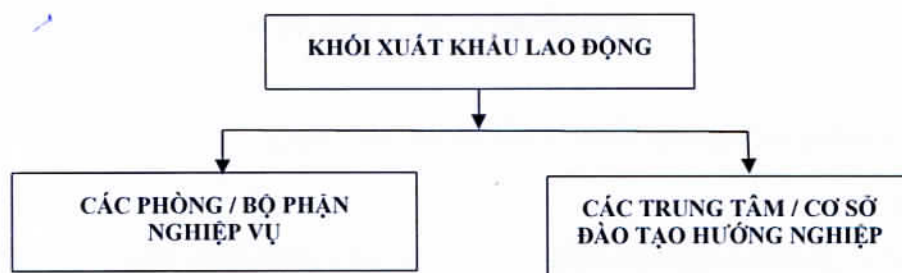 KHỐI XUẤT KHẨU LAO ĐỘNG
CÁC PHÒNG / BỘ PHẬN
NGHIỆP VỤ
CÁC TRUNG TÂM / CƠ SỞ
ĐÀO TẠO HƯỚNG NGHIỆP